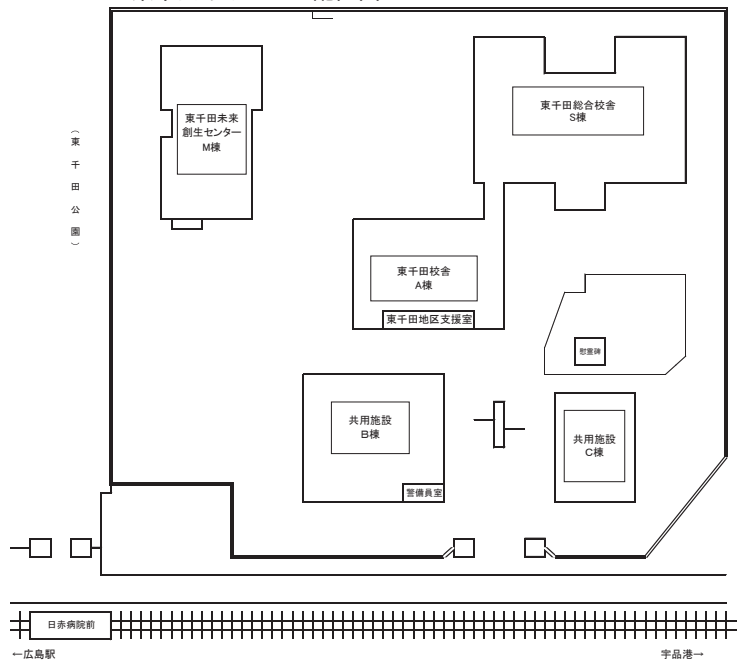 東千田未来
創生センター
M棟
東千田総合校舎
S棟
（東千田公園）
東千田校舎
A棟
東千田地区支援室
慰霊碑
共用施設
B棟
共用施設
C棟
警備員室
日赤病院前
←広島駅
宇品港→